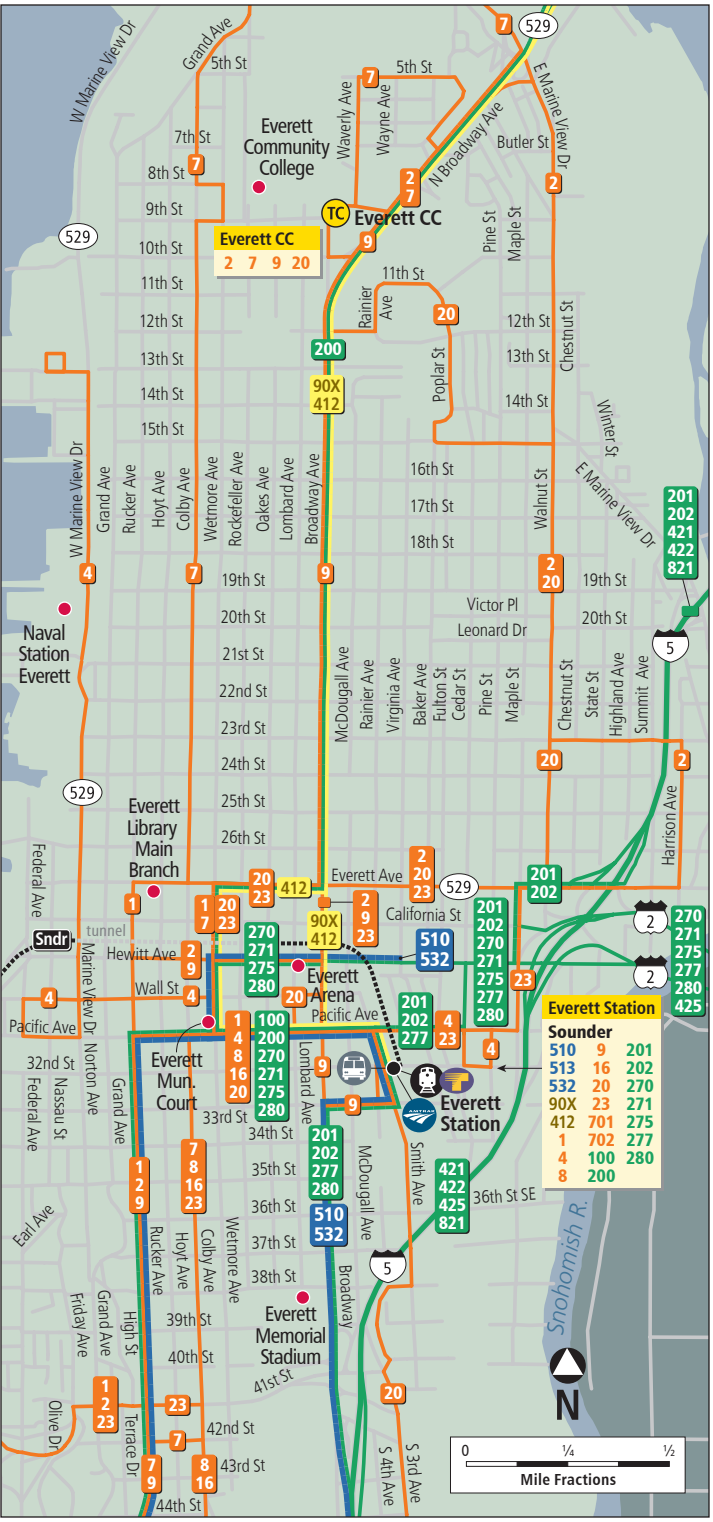 7
529
W Marine View Dr
Grand Ave
5th St
7
5th St
Waverly Ave
Wayne Ave
E Marine View Dr
N Broadway Ave
Butler St
7th St
Everett
Community
College
7
8th St
2
7
2
9th St
TC
Everett CC
529
Everett CC
2 7 9 20
9
Pine St
Maple St
10th St
11th St
11th St
Rainier
Ave
20
12th St
12th St
Chestnut St
200
13th St
13th St
Poplar St
90X
412
14th St
14th St
15th St
Winter St
E Marine View Dr
W Marine View Dr
Grand Ave
Rucker Ave
Hoyt Ave
Colby Ave
Wetmore Ave
Rockefeller Ave
Oakes Ave
Lombard Ave
Broadway Ave
16th St
17th St
18th St
Walnut St
201
202
421
422
821
4
7
9
2
20
19th St
19th St
Naval
Station
Everett
20th St
Victor Pl
Leonard Dr
20th St
5
21st St
22nd St
23rd St
24th St
25th St
26th St
McDougall Ave
Rainier Ave
Virginia Ave
Baker Ave
Fulton St
Cedar St
Pine St
Maple St
Chestnut St
State St
Highland Ave
Summit Ave
20
2
Harrison Ave
529
Everett
Library
Main
Branch
Federal Ave
20
23
412
Everett Ave
2
20
23
529
201
202
1
1
7
20
23
2
9
23
California St
90X
412
Sndr
tunnel
Hewitt Ave
2
9
270
271
275
280
510
532
201
202
270
271
275
277
280
2
2
270
271
275
277
280
425
Marine View Dr
Wall St
4
4
Everett
Arena
20
23
Pacific Ave
Pacific Ave
201
202
277
4
23
4
Everett
Mun.
Court
1
4
8
16
20
100
200
270
271
275
280
Everett Station
Sounder
510 9 201
513 16 202
532 20 270
90X 23 271
412 701 275
1 702 277
4 100 280
8 200
32nd St
Norton Ave
Nassau St
Federal Ave
Grand Ave
33rd St
Lombard Ave
9
9
AMTRAK
Everett
Station
34th St
35th St
36th St
37th St
38th St
7
8
16
23
1
2
9
201
202
277
280
510
532
McDougall Ave
Smith Ave
421
422
425
821
36th St SE
Earl Ave
Rucker Ave
Hoyt Ave
Colby Ave
Wetmore Ave
Broadway
5
Snohomish R.
Friday Ave
Grand Ave
High St
39th St
40th St
Everett
Memorial
Stadium
41st St
1
2
23
23
20
N
Olive Dr
Terrace Dr
7
42nd St
7
9
8
16
43rd St
44th St
S 4th Ave
S 3rd Ave
0 ¼ ½
Mile Fractions